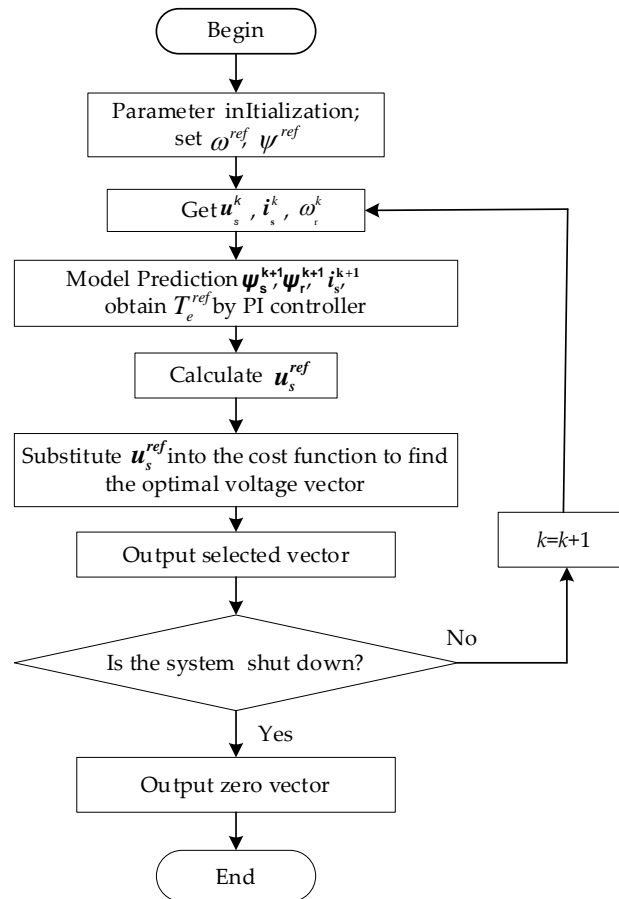 Begin
Parameter inItialization;
set ω^ref, ψ^ref
Get u_s^k , i_s^k , ω_r^k
Model Prediction ψ_s^k+1, ψ_r^k+1, i_s^k+1,
obtain T_e^ref by PI controller
Calculate u_s^ref
Substitute u_s^ref into the cost function to find
the optimal voltage vector
Output selected vector
k=k+1
No
Is the system shut down?
Yes
Output zero vector
End